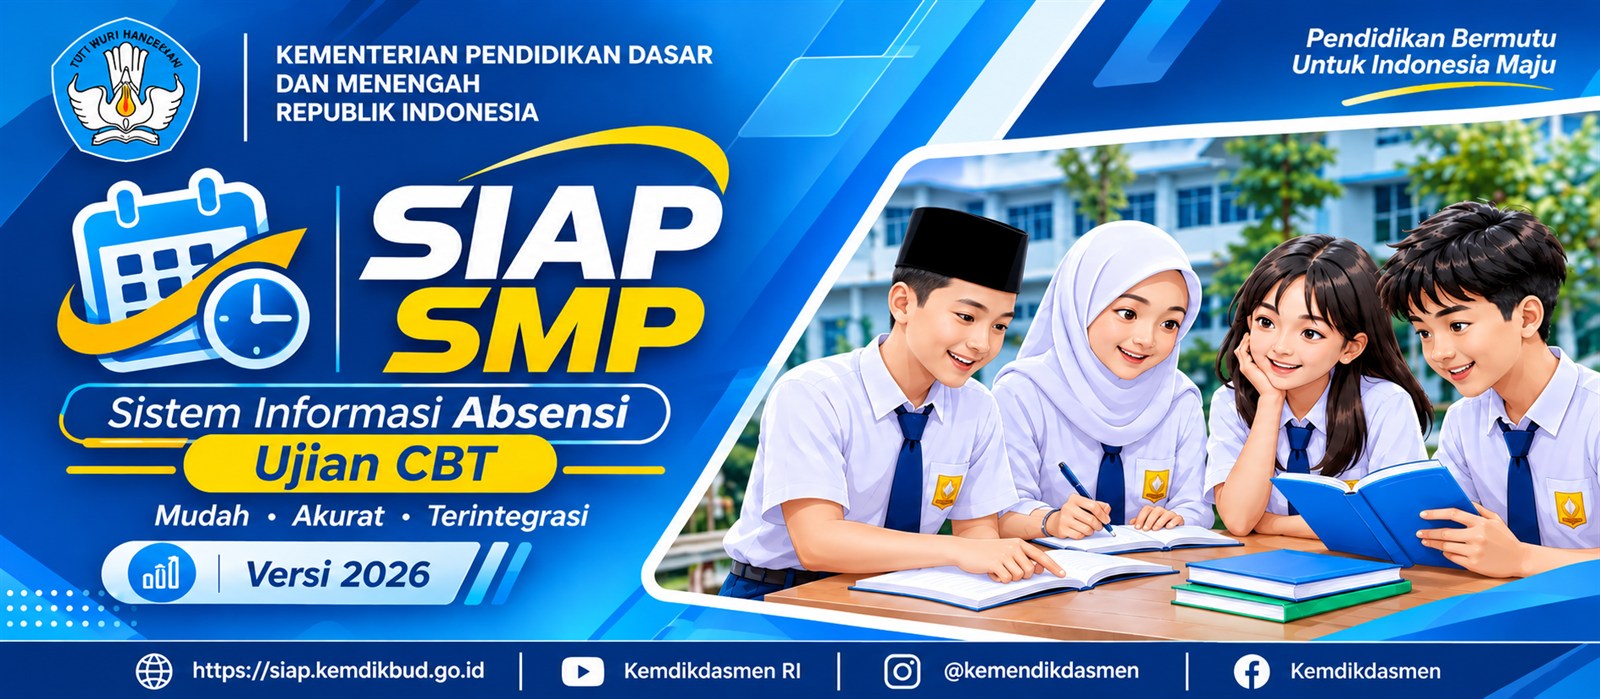 TUT WURI HANDAYANI
KEMENTERIAN PENDIDIKAN DASAR
DAN MENENGAH
REPUBLIK INDONESIA
Pendidikan Bermutu
Untuk Indonesia Maju
SIAP
SMP
Sistem Informasi Absensi
Ujian CBT
Mudah • Akurat • Terintegrasi
Versi 2026
https://siap.kemdikbud.go.id
Kemdikdasmen RI
@kemendikdasmen
Kemdikdasmen